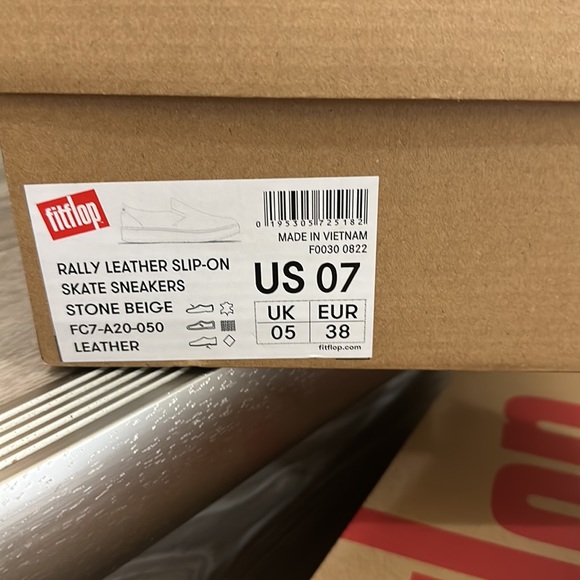 fitflop
0 195305 725182
MADE IN VIETNAM
F0030 0822
RALLY LEATHER SLIP-ON
SKATE SNEAKERS
STONE BEIGE
FC7-A20-050
LEATHER
US 07
UK EUR
05 38
fitflop.com